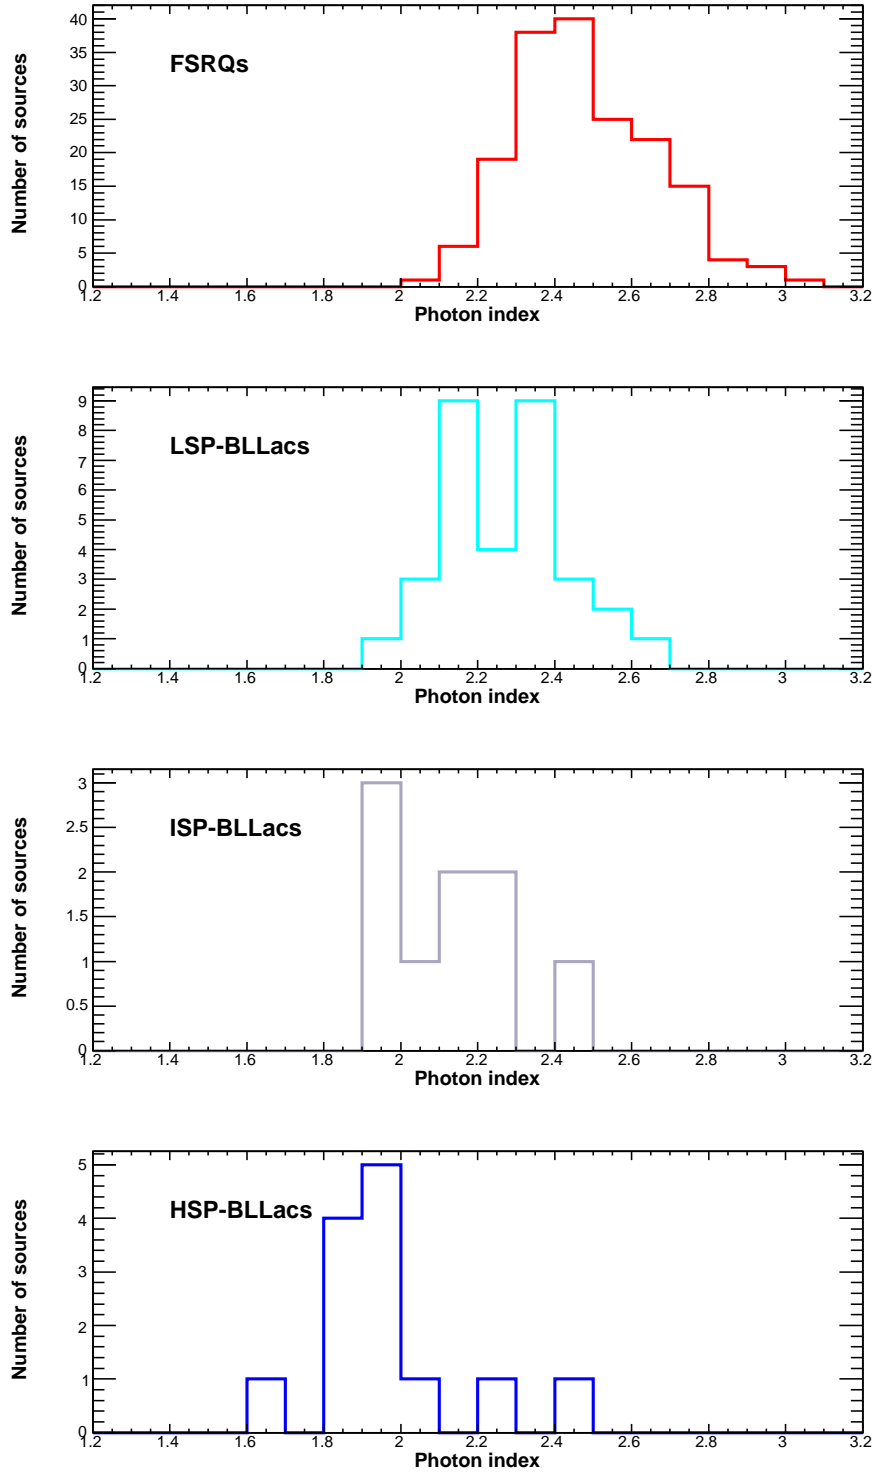 Number of sources
40
35
30
25
20
15
10
5
0
FSRQs
1.2 1.4 1.6 1.8 2 2.2 2.4 2.6 2.8 3 3.2
Photon index
Number of sources
9
8
7
6
5
4
3
2
1
0
LSP-BLLacs
1.2 1.4 1.6 1.8 2 2.2 2.4 2.6 2.8 3 3.2
Photon index
Number of sources
3
2.5
2
1.5
1
0.5
0
ISP-BLLacs
1.2 1.4 1.6 1.8 2 2.2 2.4 2.6 2.8 3 3.2
Photon index
Number of sources
5
4
3
2
1
0
HSP-BLLacs
1.2 1.4 1.6 1.8 2 2.2 2.4 2.6 2.8 3 3.2
Photon index